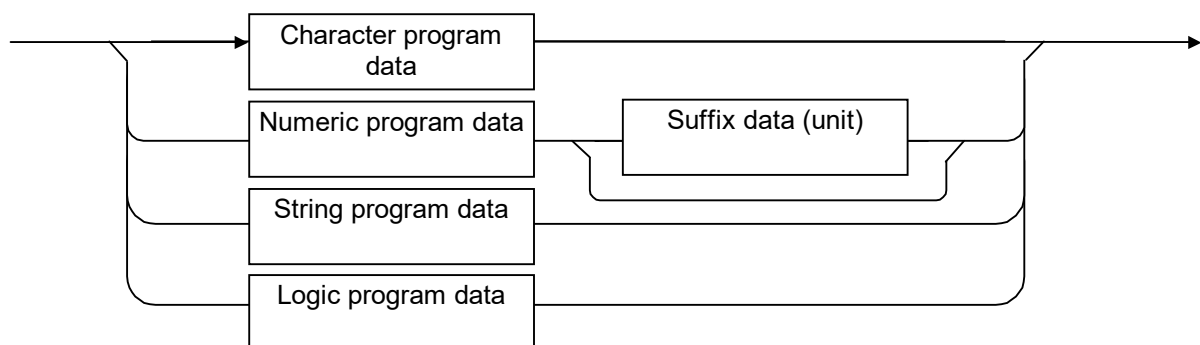 Character program
data
Numeric program data
Suffix data (unit)
String program data
Logic program data